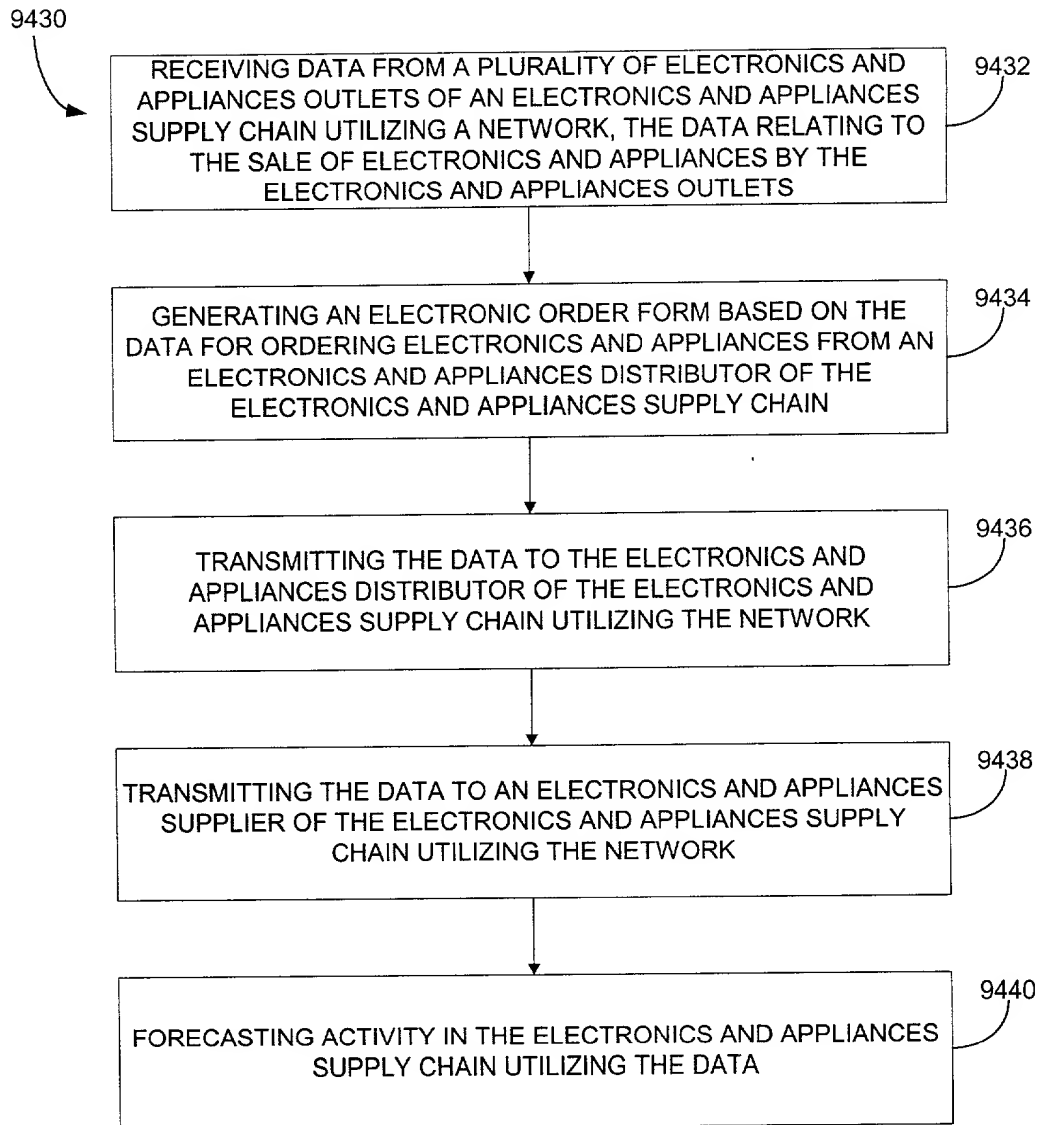 9430
RECEIVING DATA FROM A PLURALITY OF ELECTRONICS AND
APPLIANCES OUTLETS OF AN ELECTRONICS AND APPLIANCES
SUPPLY CHAIN UTILIZING A NETWORK, THE DATA RELATING TO
THE SALE OF ELECTRONICS AND APPLIANCES BY THE
ELECTRONICS AND APPLIANCES OUTLETS
9432
GENERATING AN ELECTRONIC ORDER FORM BASED ON THE
DATA FOR ORDERING ELECTRONICS AND APPLIANCES FROM AN
ELECTRONICS AND APPLIANCES DISTRIBUTOR OF THE
ELECTRONICS AND APPLIANCES SUPPLY CHAIN
9434
TRANSMITTING THE DATA TO THE ELECTRONICS AND
APPLIANCES DISTRIBUTOR OF THE ELECTRONICS AND
APPLIANCES SUPPLY CHAIN UTILIZING THE NETWORK
9436
TRANSMITTING THE DATA TO AN ELECTRONICS AND APPLIANCES
SUPPLIER OF THE ELECTRONICS AND APPLIANCES SUPPLY
CHAIN UTILIZING THE NETWORK
9438
FORECASTING ACTIVITY IN THE ELECTRONICS AND APPLIANCES
SUPPLY CHAIN UTILIZING THE DATA
9440